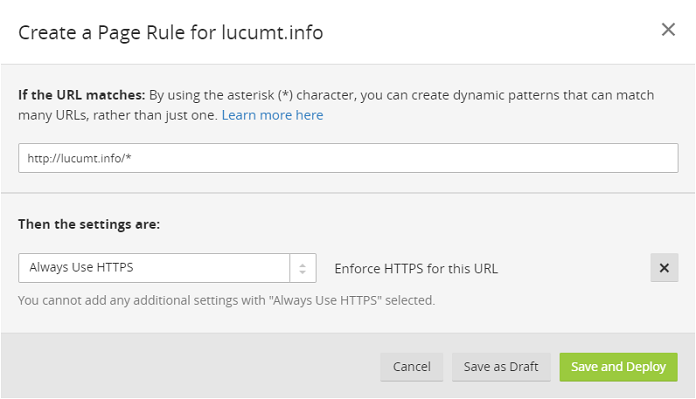 Create a Page Rule for lucumt.info
If the URL matches: By using the asterisk (*) character, you can create dynamic patterns that can match
many URLs, rather than just one. Learn more here
http://lucumt.info/*
Then the settings are:
Always Use HTTPS
Enforce HTTPS for this URL
You cannot add any additional settings with "Always Use HTTPS" selected.
Cancel
Save as Draft
Save and Deploy